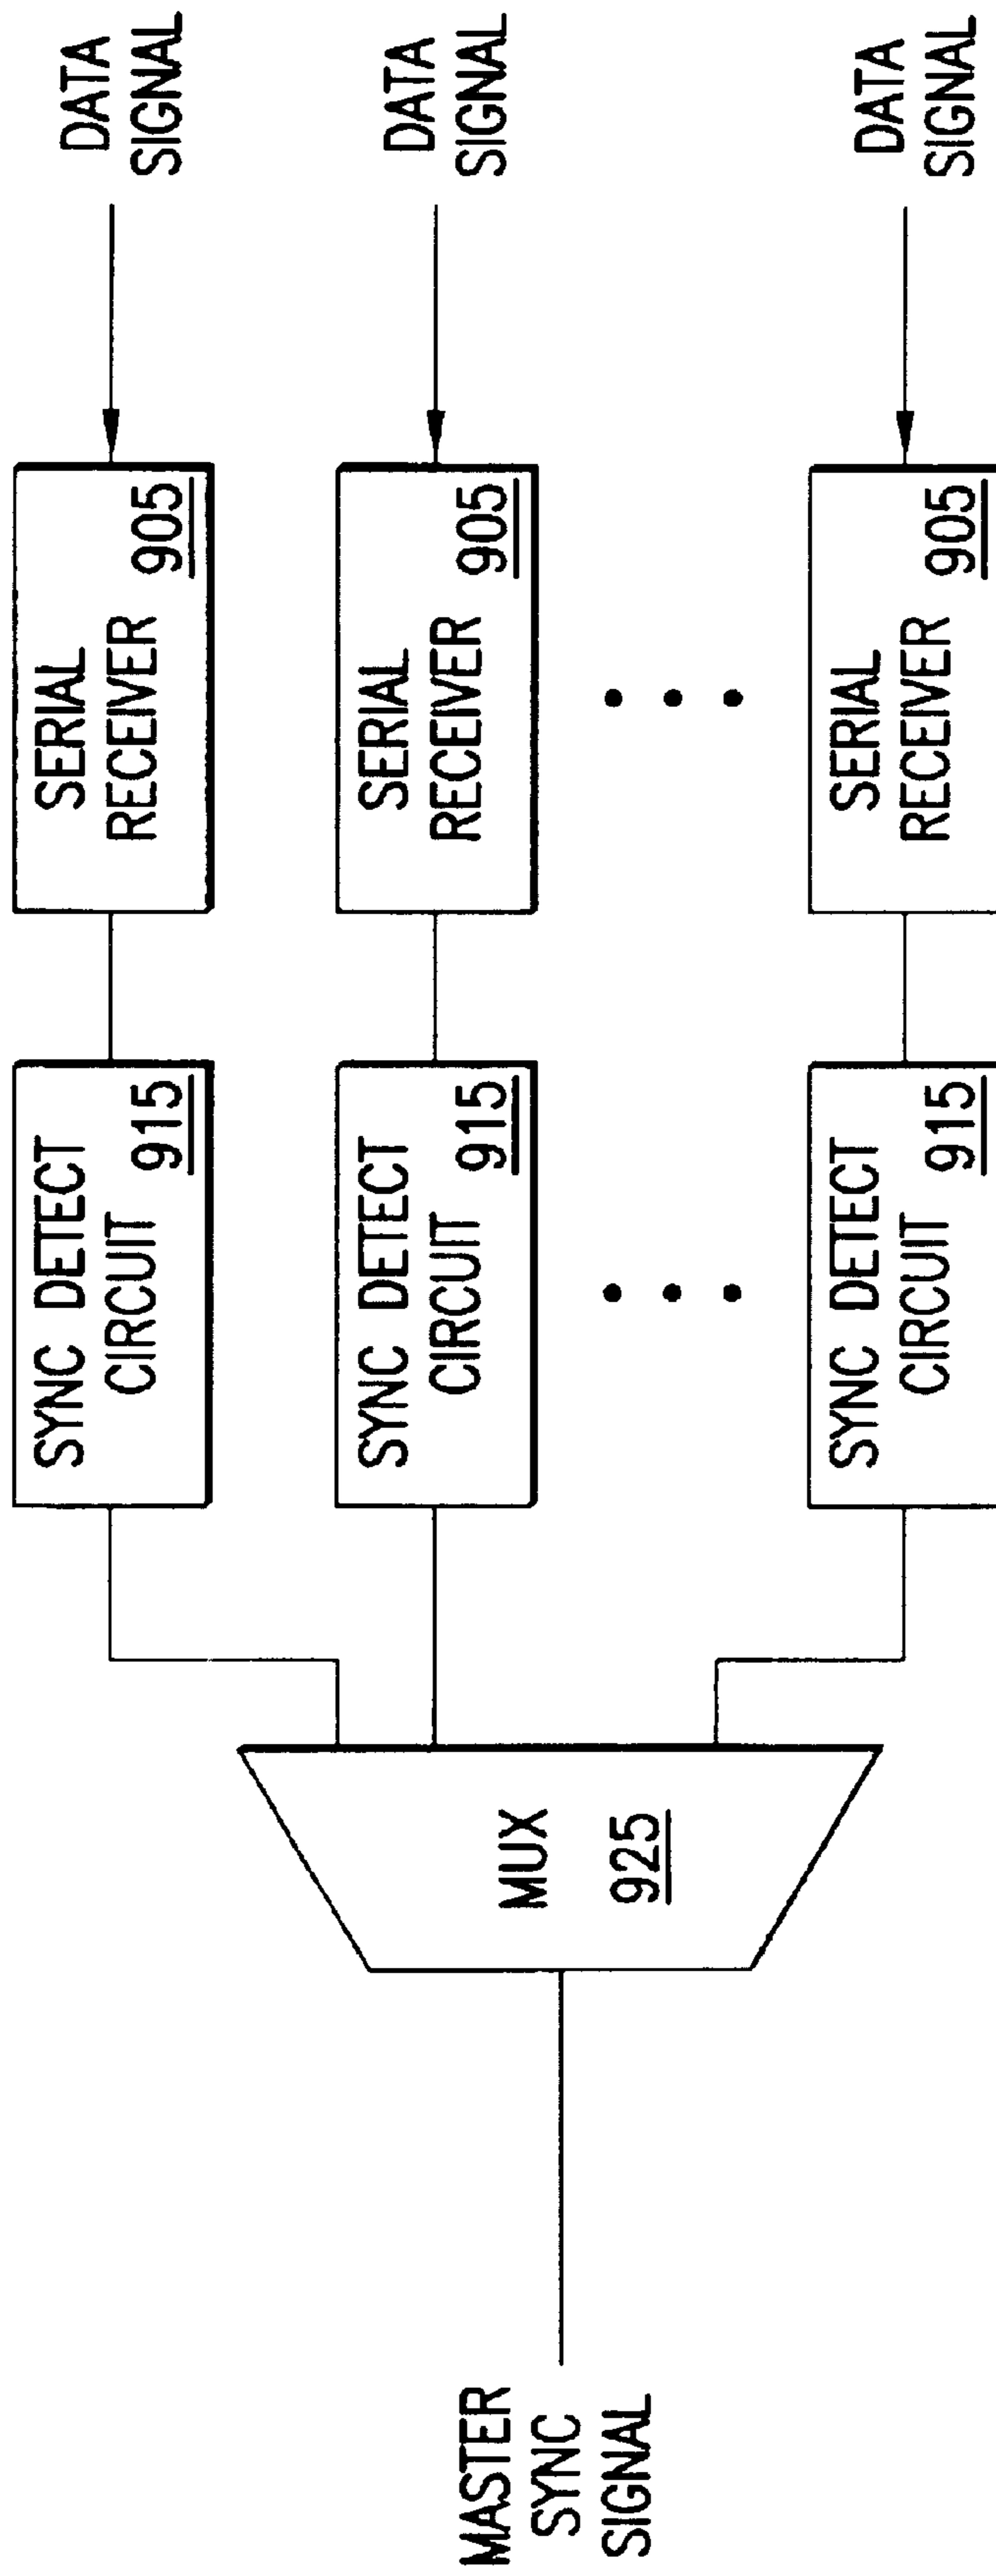 DATA
SIGNAL
SERIAL
RECEIVER 905
SYNC DETECT
CIRCUIT 915
DATA
SIGNAL
SERIAL
RECEIVER 905
SYNC DETECT
CIRCUIT 915
DATA
SIGNAL
SERIAL
RECEIVER 905
SYNC DETECT
CIRCUIT 915
MUX
925
MASTER
SYNC
SIGNAL